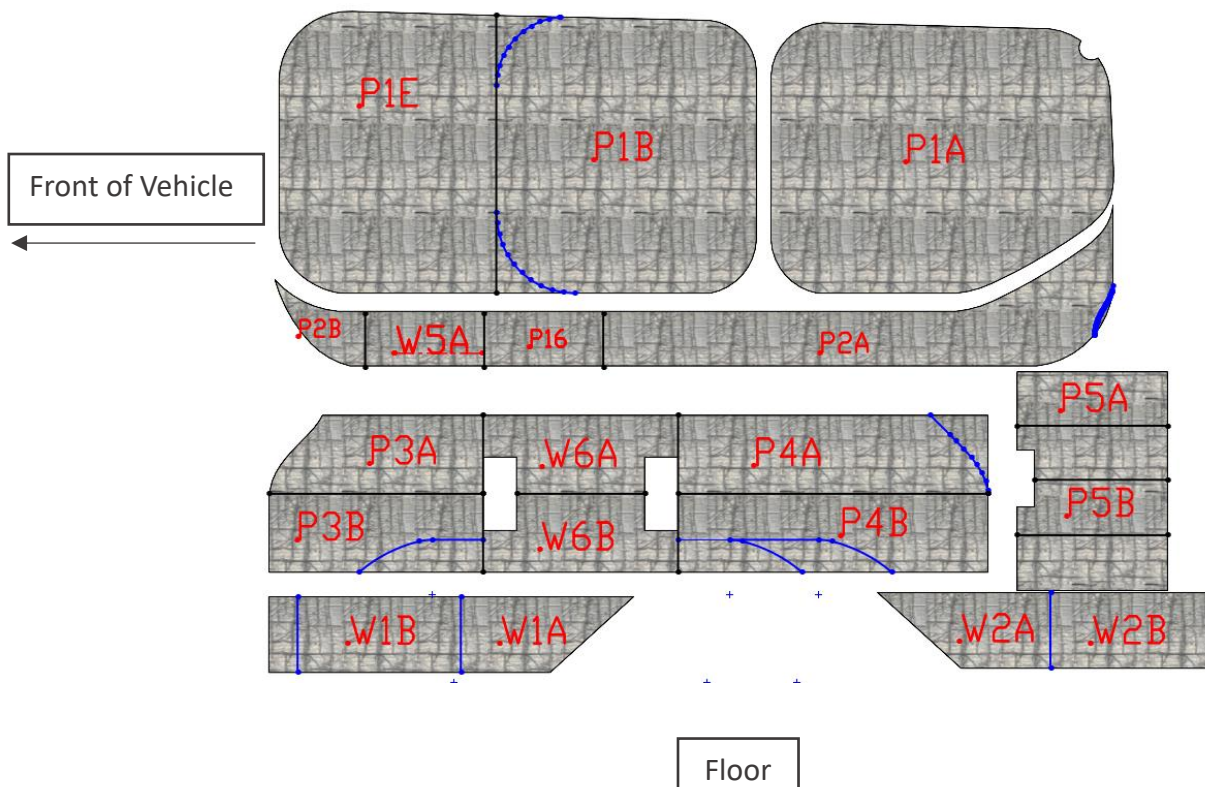 P1E
P1B
P1A
Front of Vehicle
P2B
W5A
P16
P2A
P5A
P3A
W6A
P4A
P5B
P3B
W6B
P4B
W1B
W1A
W2A
W2B
Floor